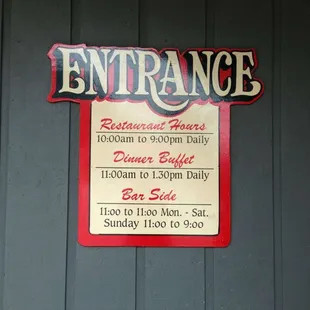 ENTRANCE
Restaurant Hours
10:00am to 9:00pm Daily
Dinner Buffet
11:00am to 1.30pm Daily
Bar Side
11:00 to 11:00 Mon. - Sat.
Sunday 11:00 to 9:00